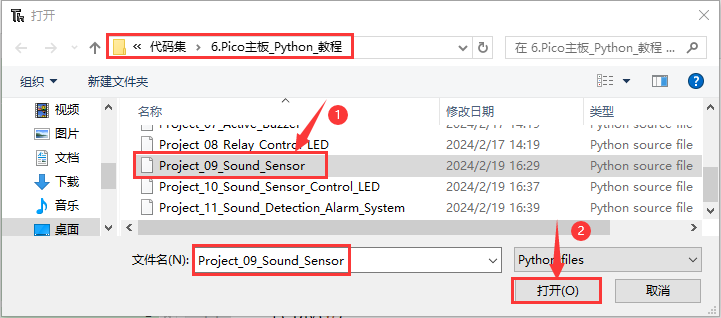 打开
« 代码集 › 6.Pico主板_Python_教程
在 6.Pico主板_Python_教程 ...
组织 新建文件夹
名称 修改日期 类型
视频
图片
文档
下载
音乐
桌面
Project_07_Active_Buzzer 2024/2/17 14:19 Python source file
Project_08_Relay_Control_LED 2024/2/17 14:19 Python source file
Project_09_Sound_Sensor 2024/2/19 16:29 Python source file
Project_10_Sound_Sensor_Control_LED 2024/2/19 16:37 Python source file
Project_11_Sound_Detection_Alarm_System 2024/2/19 16:39 Python source file
1
2
文件名(N): Project_09_Sound_Sensor Python files
打开(O) 取消